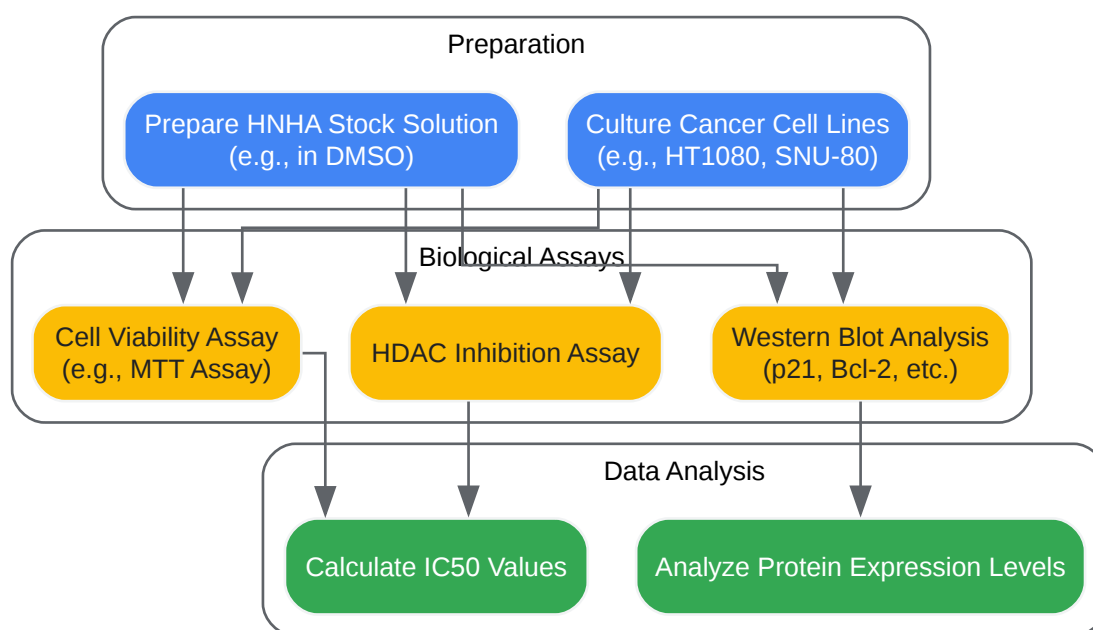 Preparation
Prepare HNHA Stock Solution
(e.g., in DMSO)
Culture Cancer Cell Lines
(e.g., HT1080, SNU-80)
Biological Assays
Cell Viability Assay
(e.g., MTT Assay)
HDAC Inhibition Assay
Western Blot Analysis
(p21, Bcl-2, etc.)
Data Analysis
Calculate IC50 Values
Analyze Protein Expression Levels